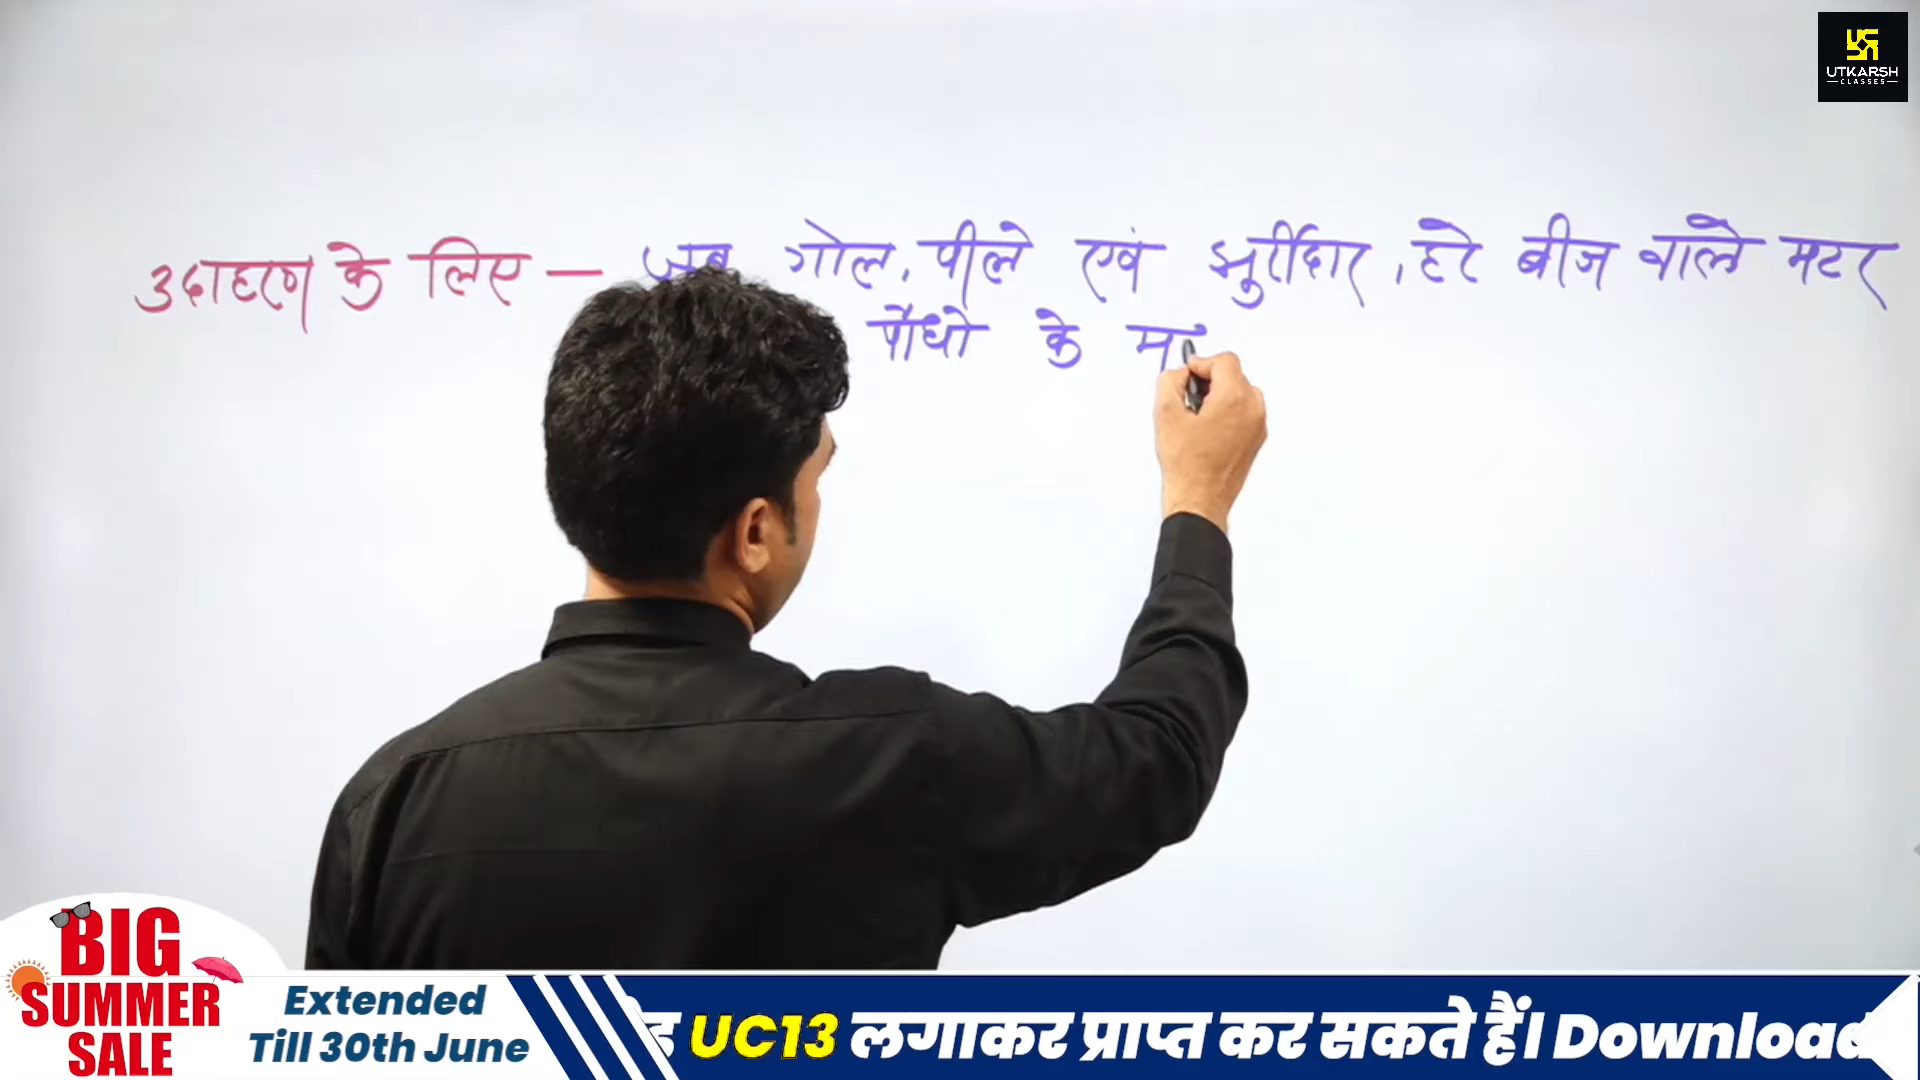 UTKARSH
CLASSES
उदाहरण के लिए — जब गोल, पीले एवं झुर्रीदार, हरे बीज वाले मटर
पौधो के
BIG
SUMMER
SALE
Extended
Till 30th June
UC13 लगाकर प्राप्त कर सकते हैं। Download